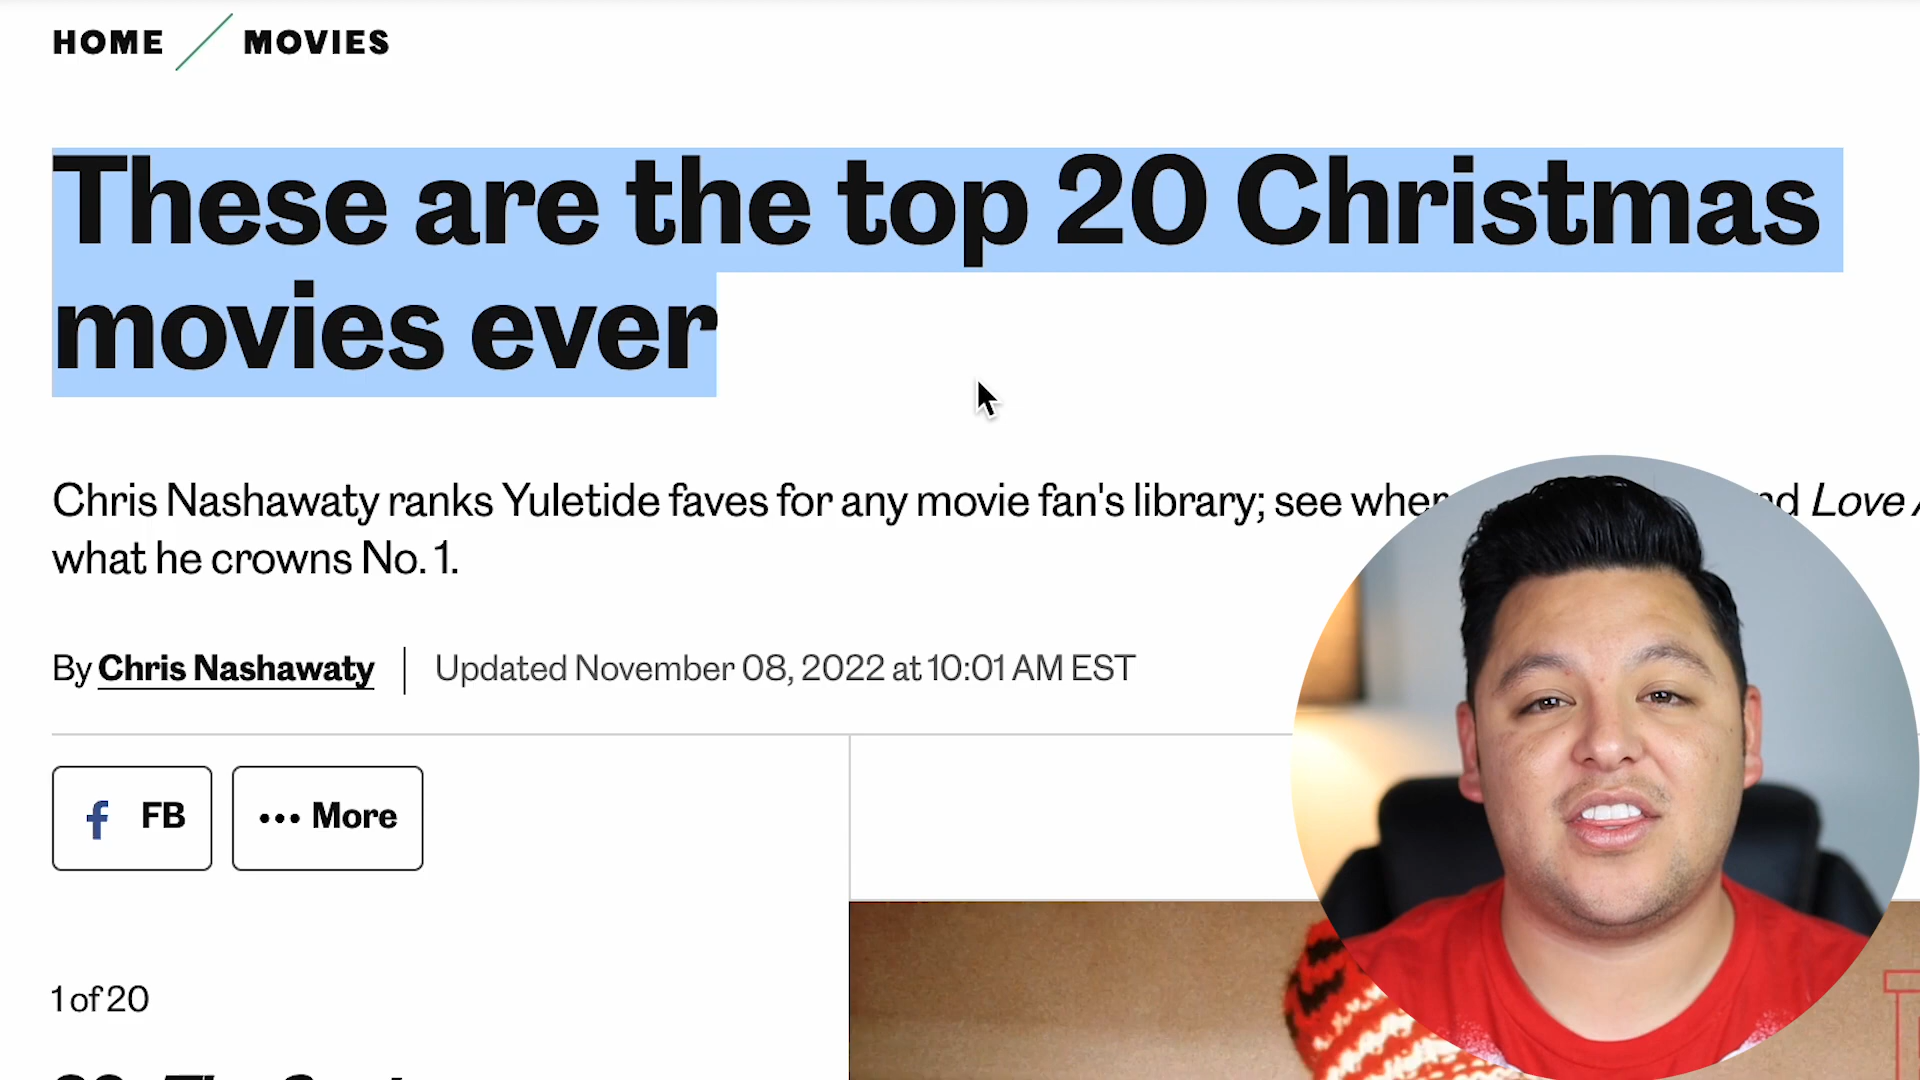 HOME / MOVIES
These are the top 20 Christmas
movies ever
Chris Nashawaty ranks Yuletide faves for any movie fan's library; see Love
what he crowns No. 1.
By Chris Nashawaty | Updated November 08, 2022 at 10:01 AM EST
f FB ••• More
1 of 20